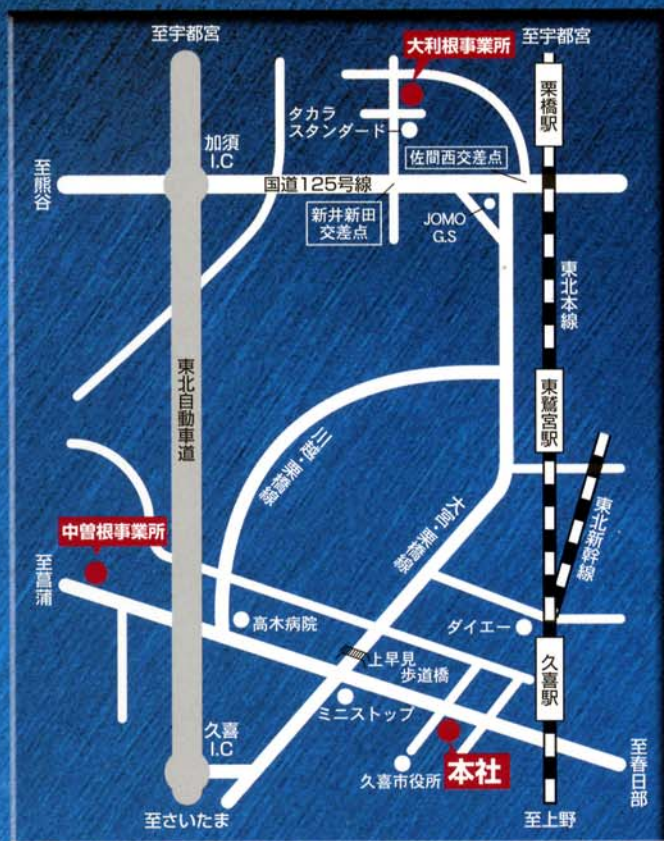 至宇都宮
大利根事業所
至宇都宮
栗橋駅
タカラ
スタンダード
加須
I.C
佐間西交差点
至熊谷
国道125号線
新井新田
交差点
JOMO
G.S
東北本線
東北自動車道
東鷲宮駅
川越・栗橋線
大宮・栗橋線
東北新幹線
中曽根事業所
至菖蒲
高木病院
ダイエー
上早見
歩道橋
久喜駅
ミニストップ
久喜
I.C
久喜市役所
本社
至春日部
至さいたま
至上野